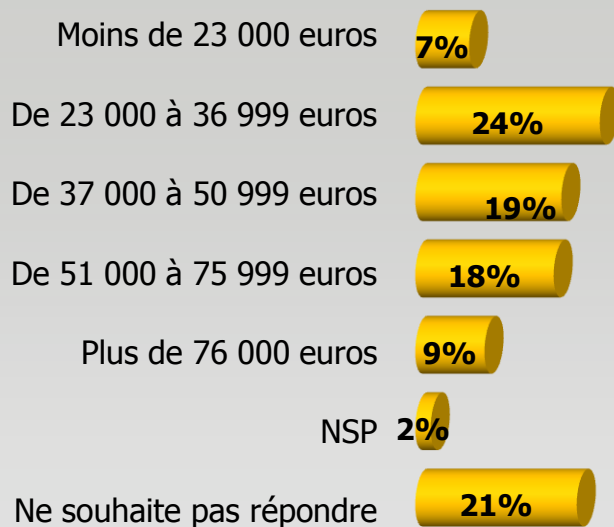 Moins de 23 000 euros 7%
De 23 000 à 36 999 euros 24%
De 37 000 à 50 999 euros 19%
De 51 000 à 75 999 euros 18%
Plus de 76 000 euros 9%
NSP 2%
Ne souhaite pas répondre 21%